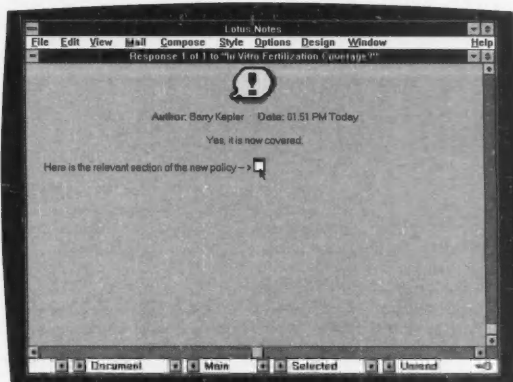 Lotus Notes
File Edit View Mail Compose Style Options Design Window Help
Response 1 of 1 to "In Vitro Fertilization Coverage?"
Author: Barry Kepler Date: 01:51 PM Today
Yes, it is now covered.
Here is the relevant section of the new policy -->
Document Main Selected Unread